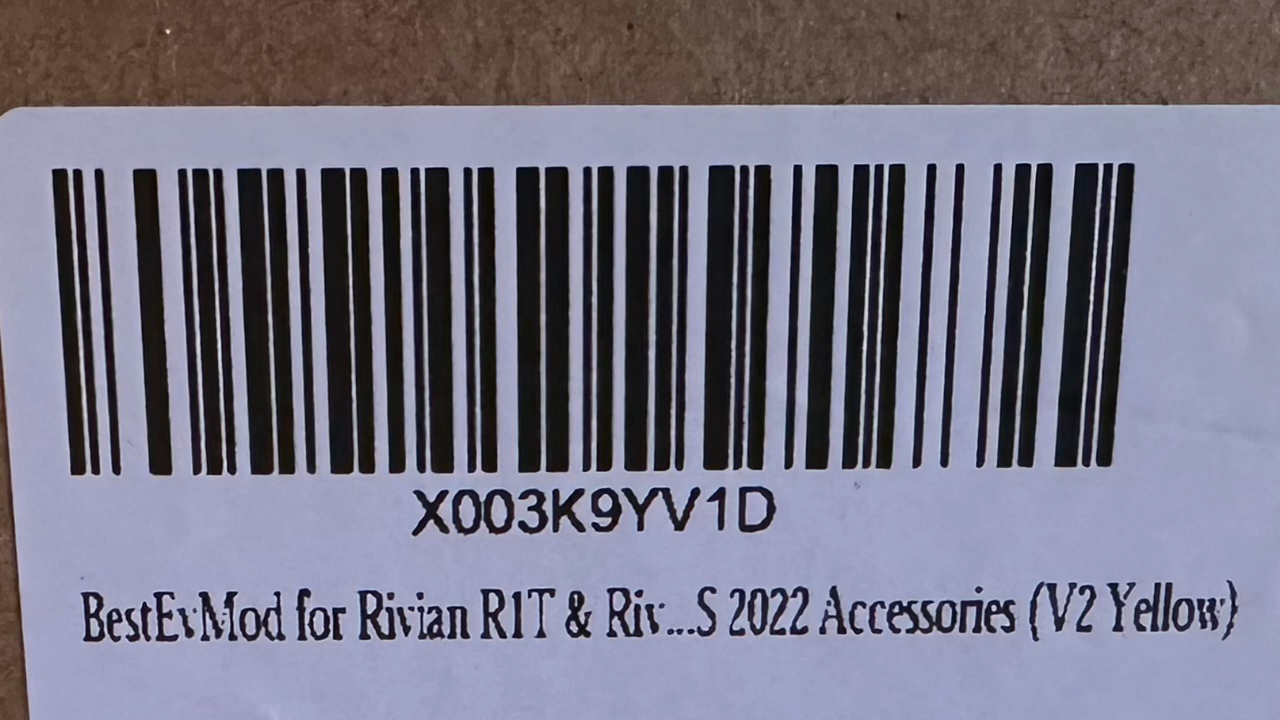 X003K9YV1D
BestEvMod for Rivian R1T & Riv...S 2022 Accessories (V2 Yellow)